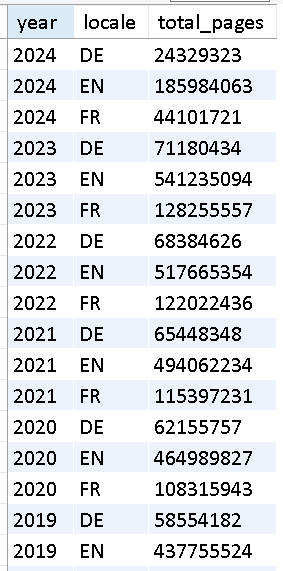 year locale total_pages
2024 DE 24329323
2024 EN 185984063
2024 FR 44101721
2023 DE 71180434
2023 EN 541235094
2023 FR 128255557
2022 DE 68384626
2022 EN 517665354
2022 FR 122022436
2021 DE 65448348
2021 EN 494062234
2021 FR 115397231
2020 DE 62155757
2020 EN 464989827
2020 FR 108315943
2019 DE 58554182
2019 EN 437755524